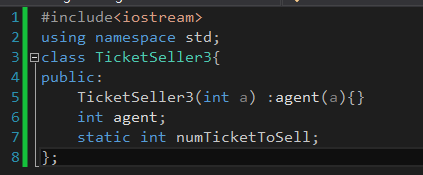 1 #include<iostream>
2 using namespace std;
3 class TicketSeller3{
4 public:
5 TicketSeller3(int a) :agent(a){}
6 int agent;
7 static int numTicketToSell;
8 };